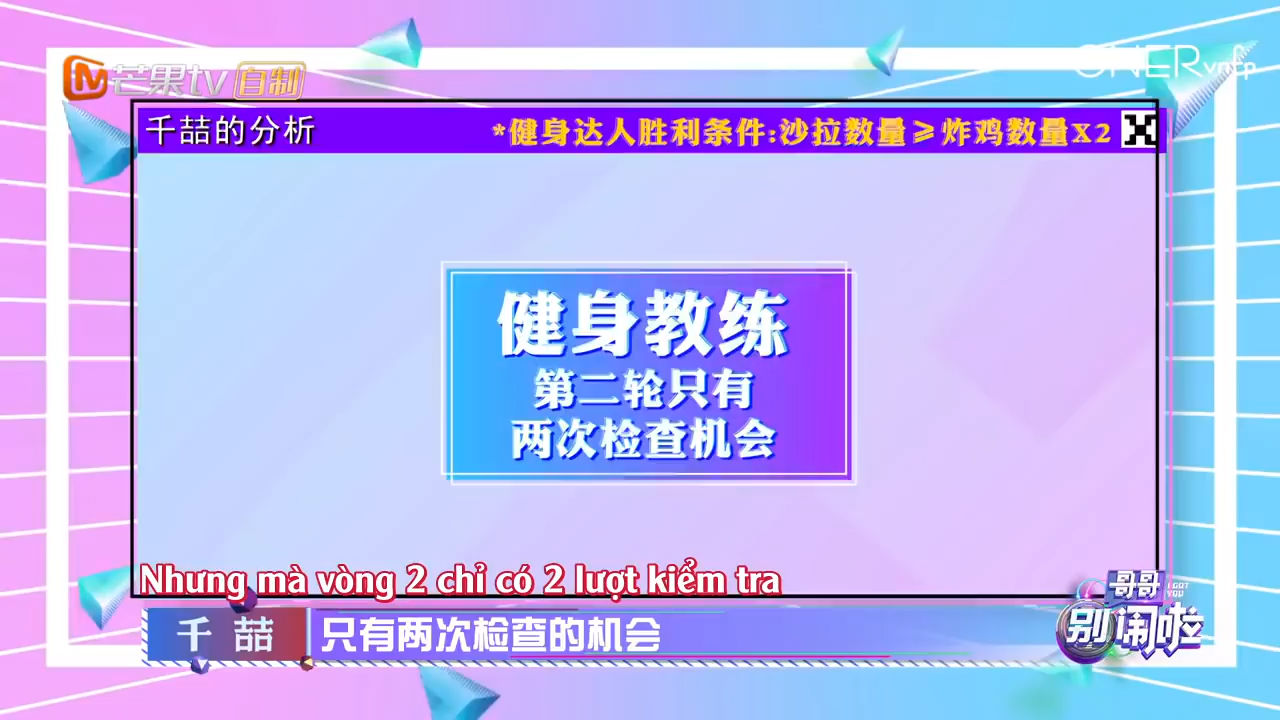 芒果tv 自制
ONERvnfp
千喆的分析
*健身达人胜利条件:沙拉数量≥炸鸡数量X2
健身教练
第二轮只有
两次检查机会
Nhưng mà vòng 2 chỉ có 2 lượt kiểm tra
千喆 只有两次检查的机会
哥哥
I GOT YOU
别闹啦